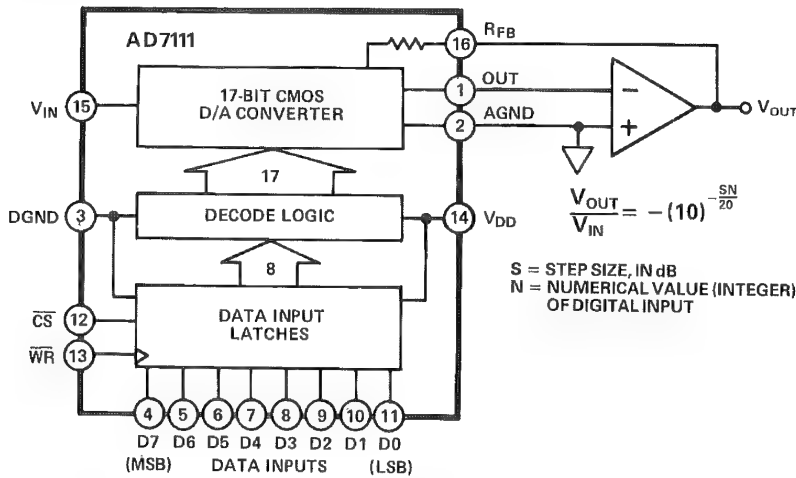 AD7111
R_FB
16
OUT
1
17-BIT CMOS
D/A CONVERTER
V_IN
15
AGND
2
−
+
V_OUT
17
V_OUT
V_IN
= −(10)^−SN/20
DGND
3
DECODE LOGIC
14
V_DD
8
S = STEP SIZE, IN dB
N = NUMERICAL VALUE (INTEGER)
OF DIGITAL INPUT
DATA INPUT
LATCHES
C̅S̅
12
W̅R̅
13
4 5 6 7 8 9 10 11
D7 D6 D5 D4 D3 D2 D1 D0
(MSB) DATA INPUTS (LSB)